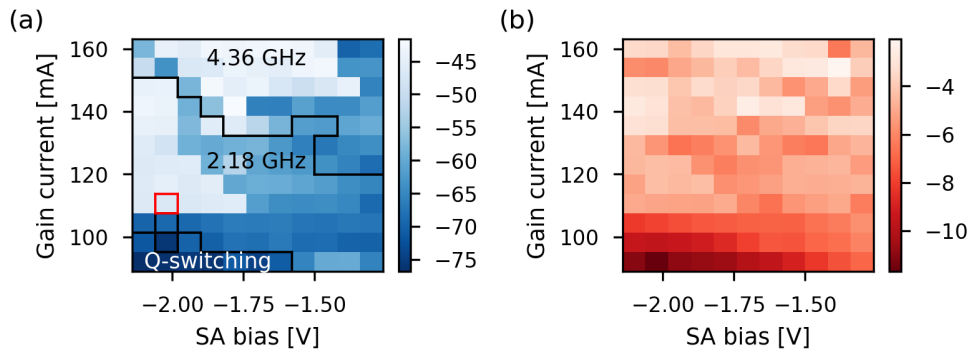 (a)
(b)
Gain current [mA]
160
140
120
100
4.36 GHz
2.18 GHz
Q-switching
−2.00
−1.75
−1.50
SA bias [V]
−45
−50
−55
−60
−65
−70
−75
Gain current [mA]
160
140
120
100
−2.00
−1.75
−1.50
SA bias [V]
−4
−6
−8
−10